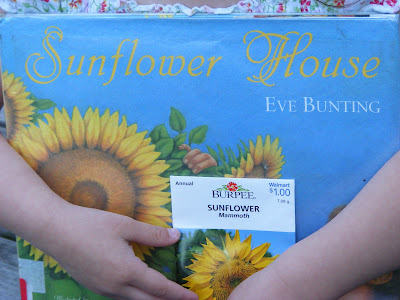 Sunflower House
EVE BUNTING
Annual
Walmart
BURPEE
$1.00
SUNFLOWER
Mammoth